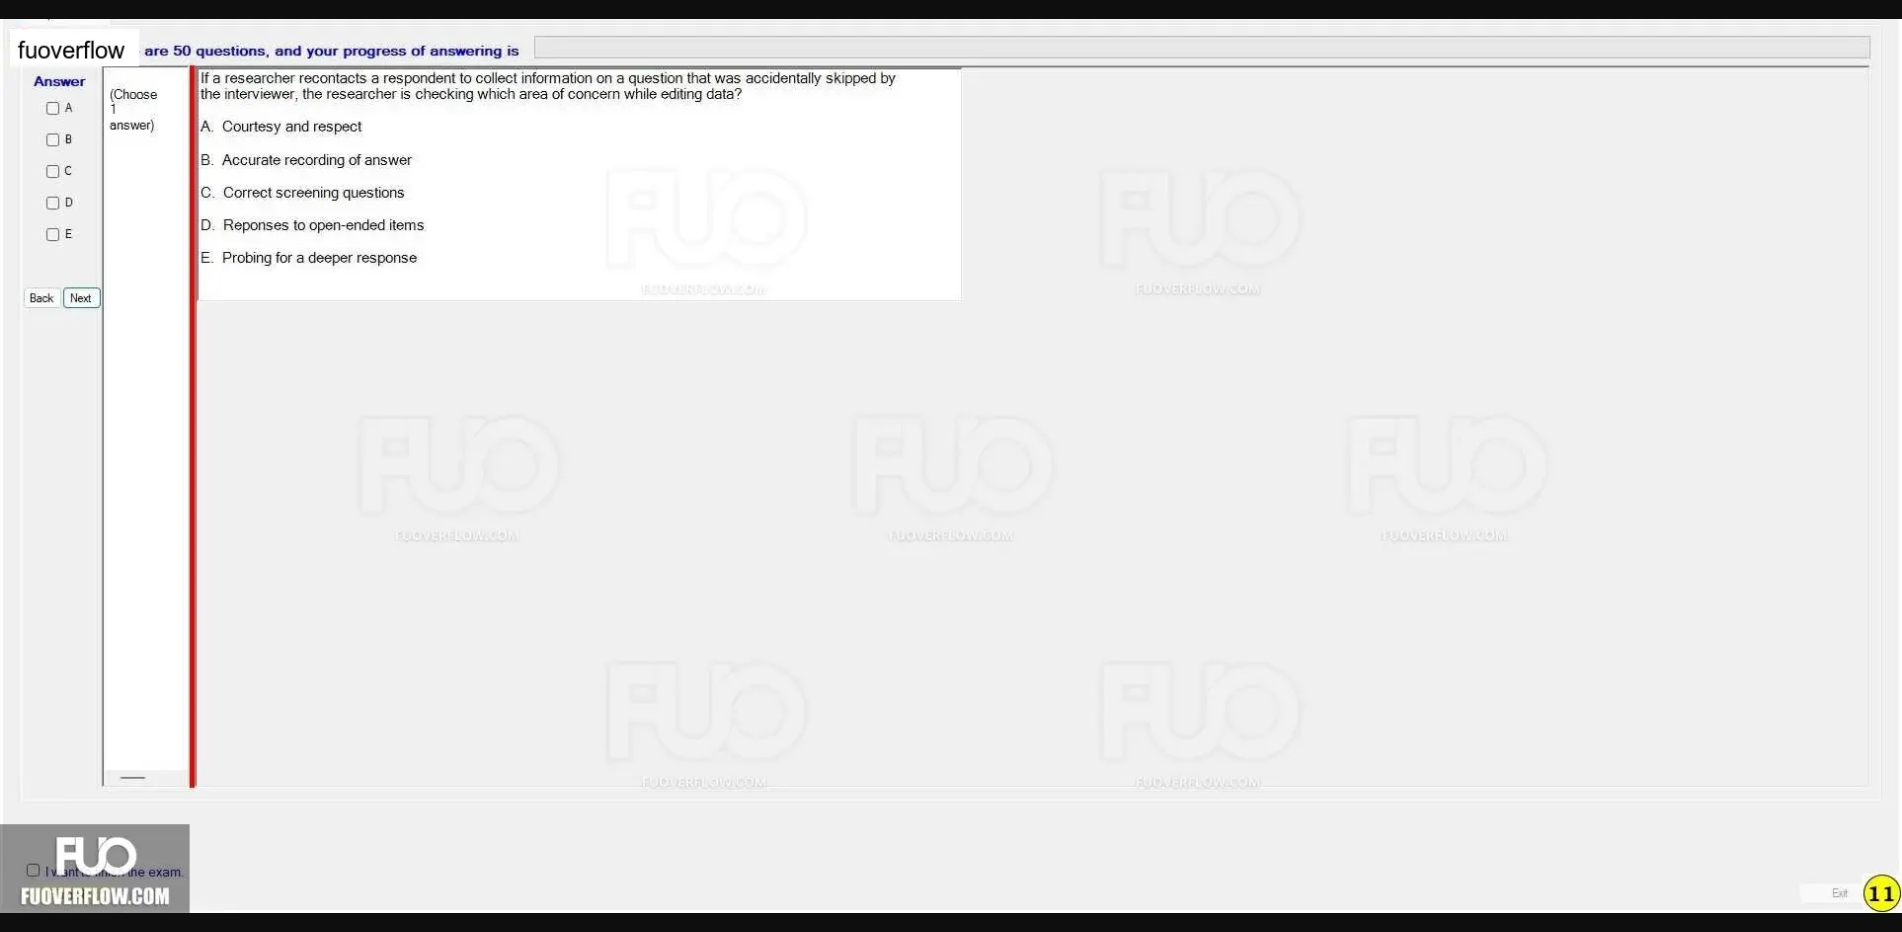 fuoverflow are 50 questions, and your progress of answering is
Answer
A
B
C
D
E
Back Next
(Choose
1
answer)
If a researcher recontacts a respondent to collect information on a question that was accidentally skipped by
the interviewer, the researcher is checking which area of concern while editing data?
A. Courtesy and respect
B. Accurate recording of answer
C. Correct screening questions
D. Reponses to open-ended items
E. Probing for a deeper response
FUO FUO
FUOVERFLOW.COM FUOVERFLOW.COM
FUO FUO FUO
FUOVERFLOW.COM FUOVERFLOW.COM FUOVERFLOW.COM
FUO FUO
FUOVERFLOW.COM FUOVERFLOW.COM
FUO
I want the exam.
FUOVERFLOW.COM
Exit 11